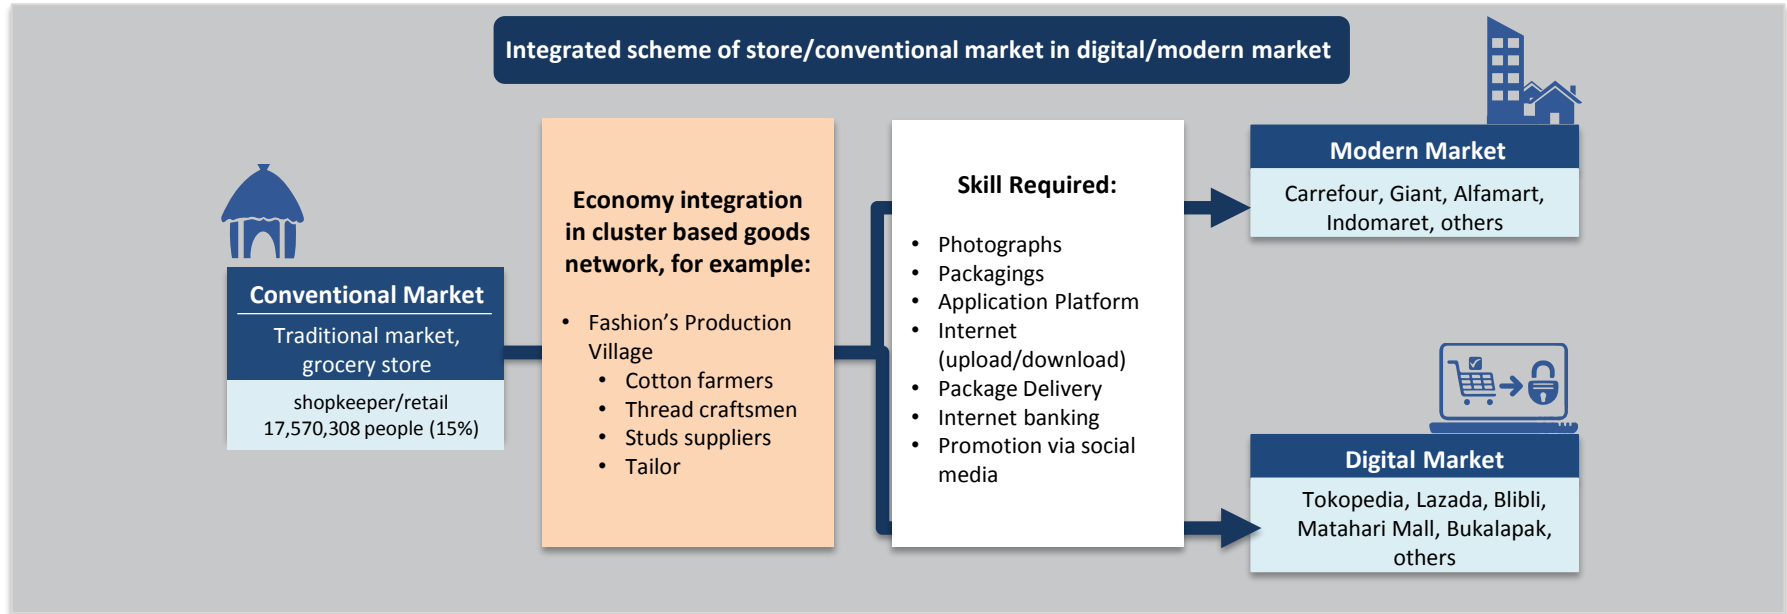 Integrated scheme of store/conventional market in digital/modern market
Conventional Market
Traditional market,
grocery store
shopkeeper/retail
17,570,308 people (15%)
Economy integration
in cluster based goods
network, for example:
• Fashion’s Production
Village
• Cotton farmers
• Thread craftsmen
• Studs suppliers
• Tailor
Skill Required:
• Photographs
• Packagings
• Application Platform
• Internet
(upload/download)
• Package Delivery
• Internet banking
• Promotion via social
media
Modern Market
Carrefour, Giant, Alfamart,
Indomaret, others
Digital Market
Tokopedia, Lazada, Blibli,
Matahari Mall, Bukalapak,
others